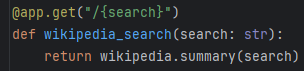 @app.get("/{search}")
def wikipedia_search(search: str):
    return wikipedia.summary(search)